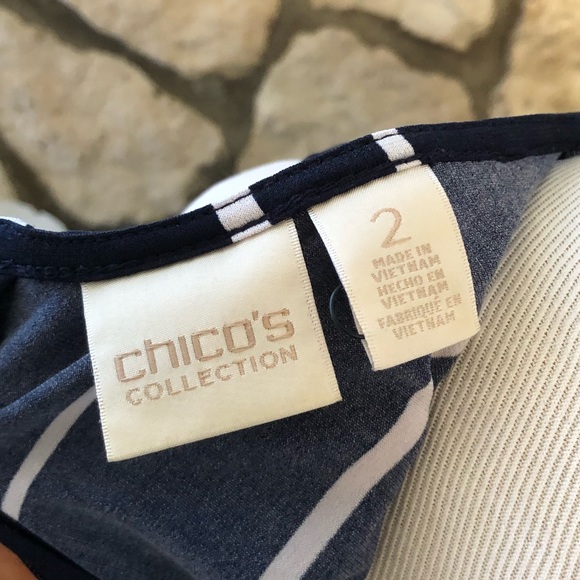 chico's
COLLECTION
2
MADE IN
VIETNAM
HECHO EN
VIETNAM
FABRIQUÉ EN
VIETNAM